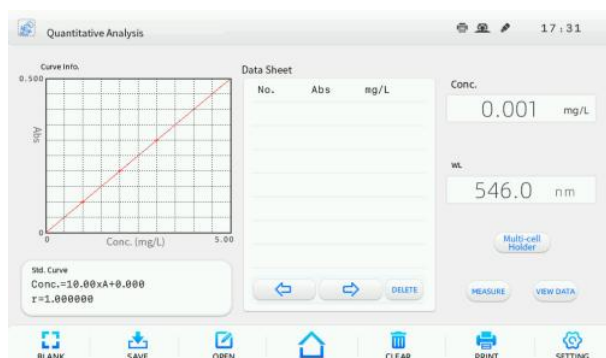 Quantitative Analysis
17:31
Curve Info.
0.500
Abs
0
0
Conc. (mg/L)
5.00
Std. Curve
Conc.=10.00xA+0.000
r=1.000000
Data Sheet
No. Abs mg/L
DELETE
Conc.
0.001 mg/L
WL
546.0 nm
Multi-cell
Holder
MEASURE
VIEW DATA
BLANK
SAVE
OPEN
CLEAR
PRINT
SETTING